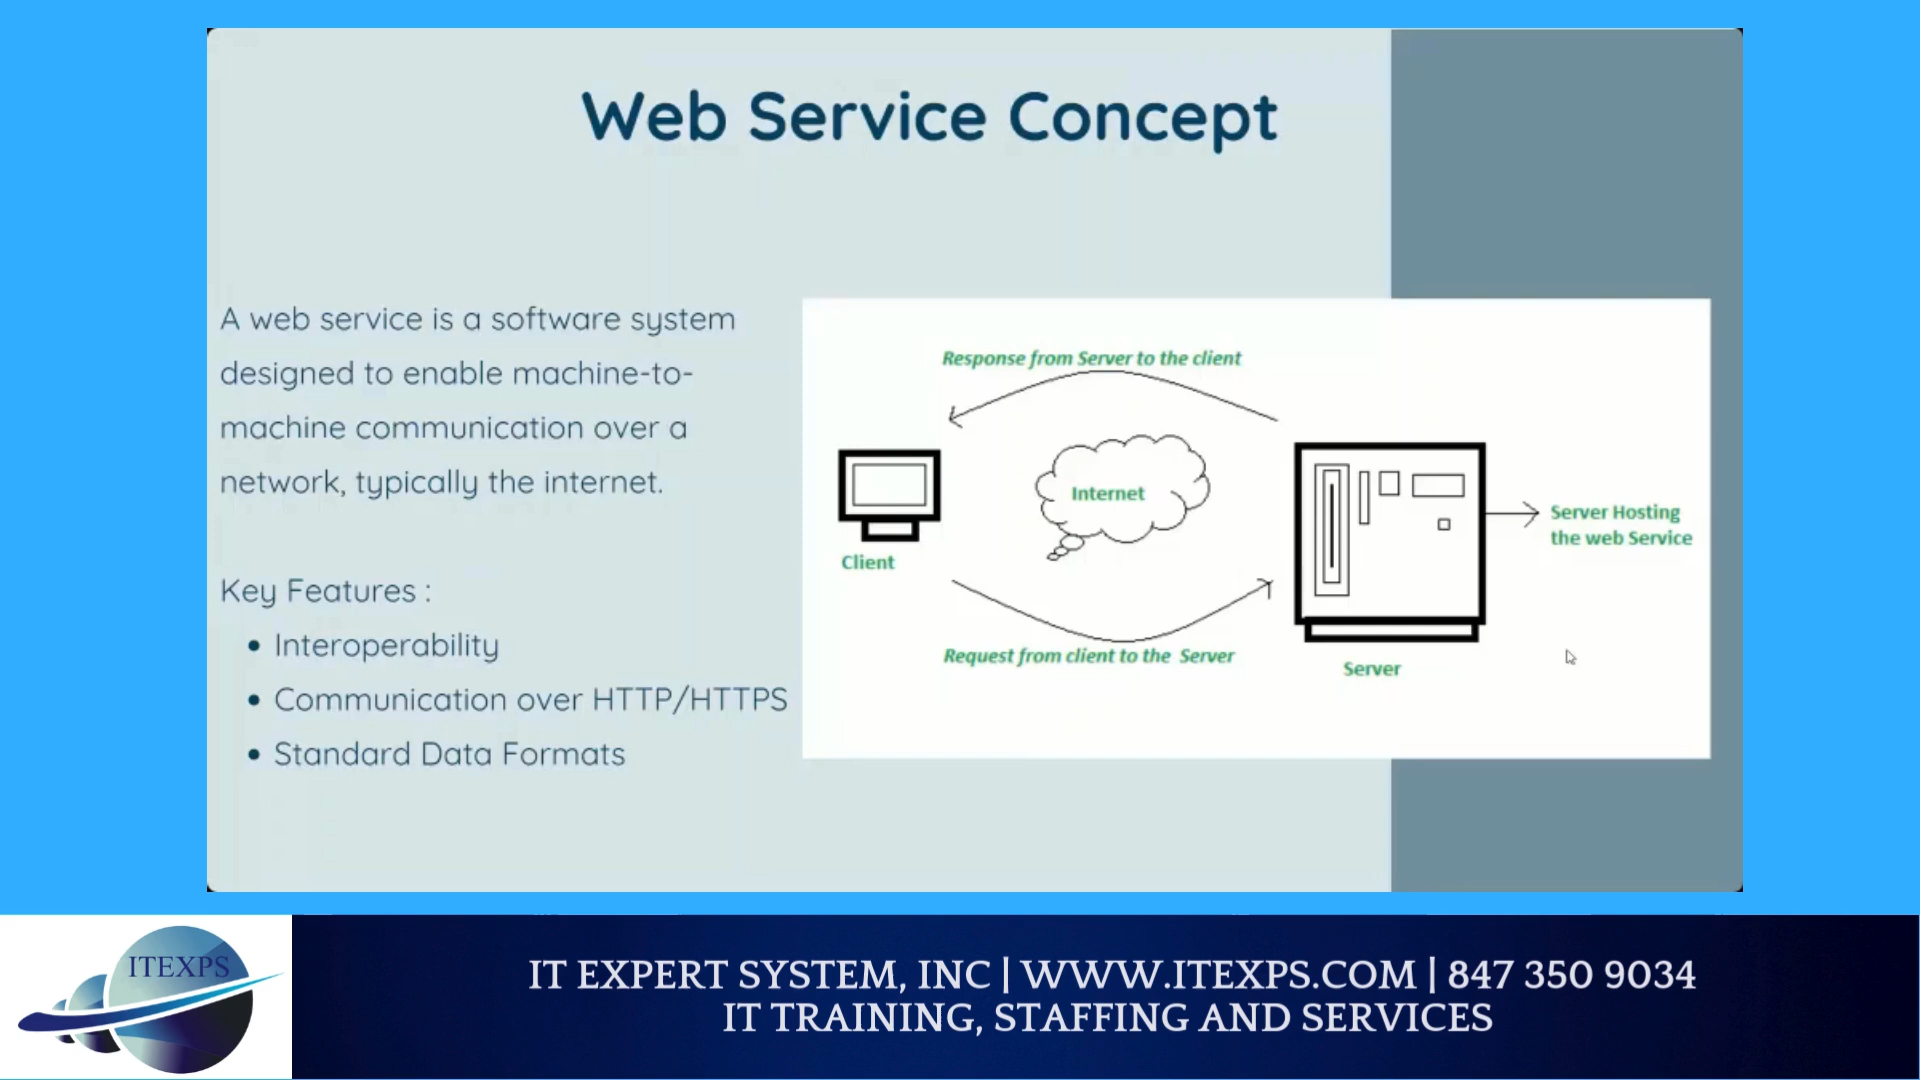 Web Service Concept
A web service is a software system
designed to enable machine-to-
machine communication over a
network, typically the internet.
Key Features :
• Interoperability
• Communication over HTTP/HTTPS
• Standard Data Formats
Response from Server to the client
Internet
Client
Server Hosting
the web Service
Request from client to the Server
Server
ITEXPS
IT EXPERT SYSTEM, INC | WWW.ITEXPS.COM | 847 350 9034
IT TRAINING, STAFFING AND SERVICES